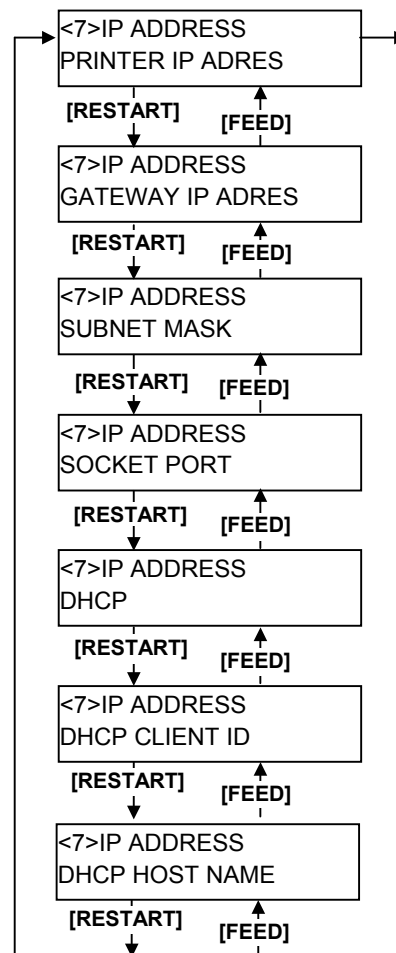 <7>IP ADDRESS
PRINTER IP ADRES
[RESTART]
[FEED]
<7>IP ADDRESS
GATEWAY IP ADRES
[RESTART]
[FEED]
<7>IP ADDRESS
SUBNET MASK
[RESTART]
[FEED]
<7>IP ADDRESS
SOCKET PORT
[RESTART]
[FEED]
<7>IP ADDRESS
DHCP
[RESTART]
[FEED]
<7>IP ADDRESS
DHCP CLIENT ID
[RESTART]
[FEED]
<7>IP ADDRESS
DHCP HOST NAME
[RESTART]
[FEED]